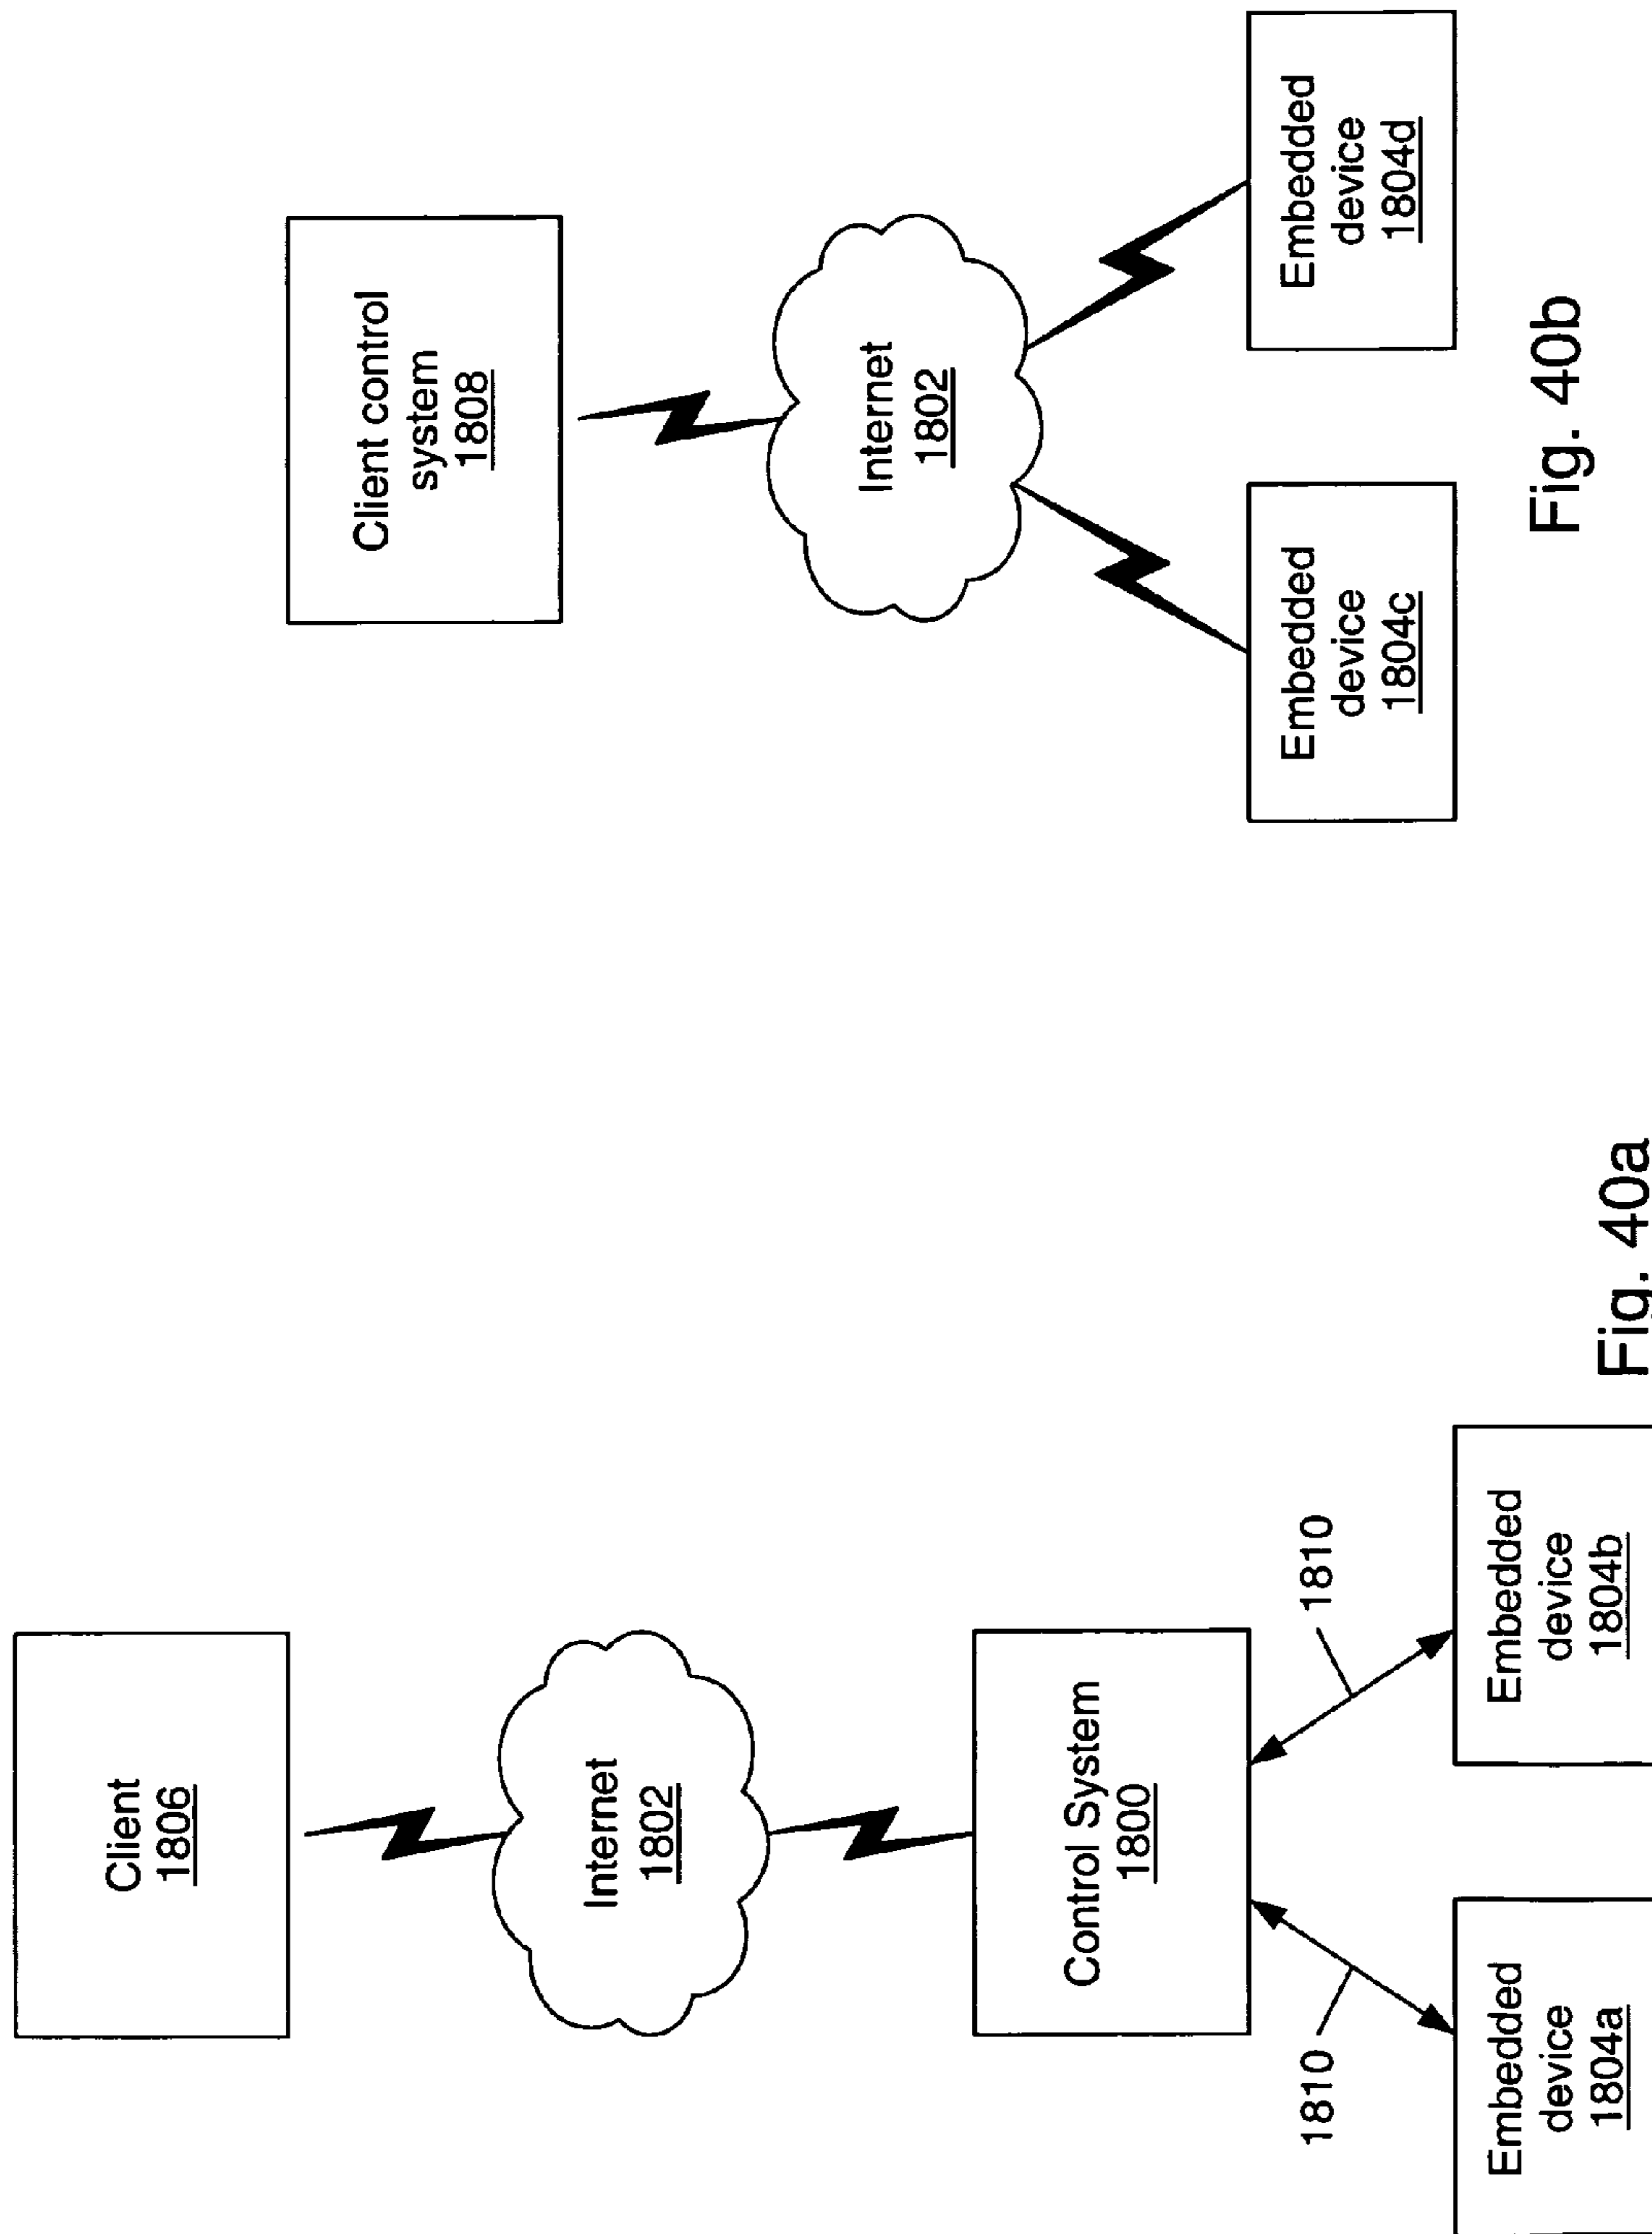 Client
1806
Internet
1802
Control System
1800
1810
1810
Embedded
device
1804a
Embedded
device
1804b
Fig. 40a
Client control
system
1808
Internet
1802
Embedded
device
1804c
Embedded
device
1804d
Fig. 40b